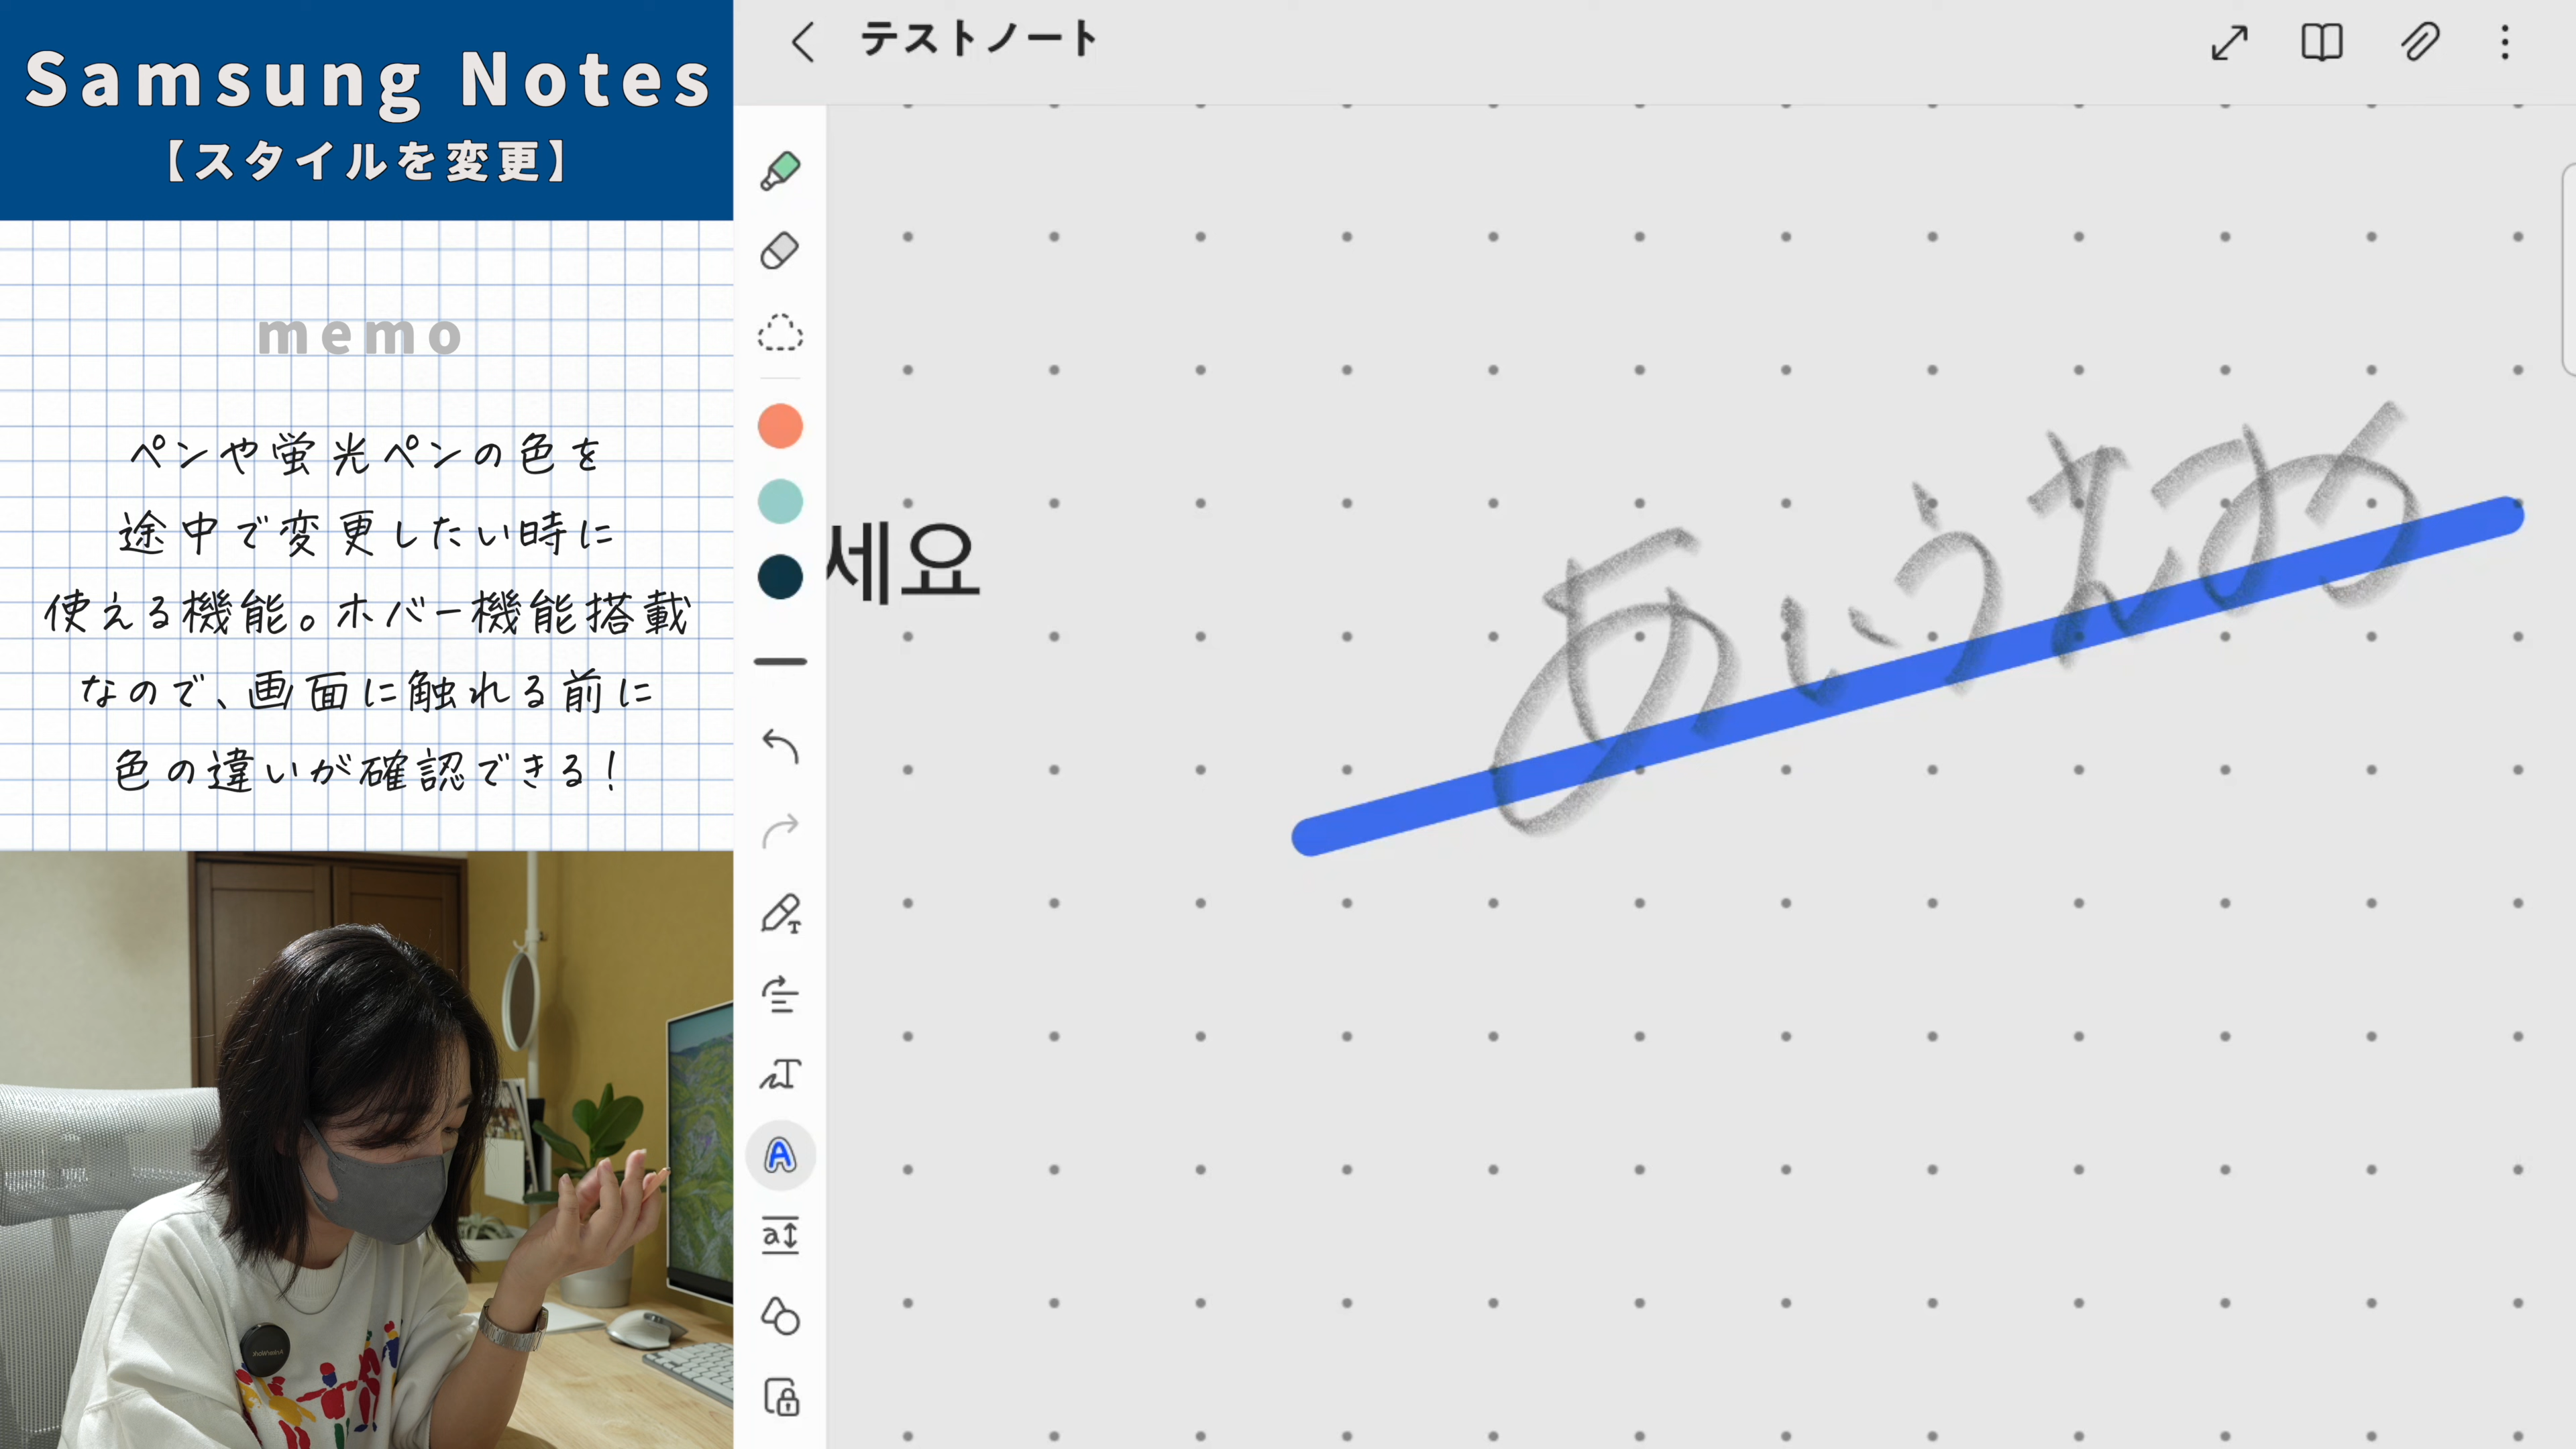 Samsung Notes
【スタイルを変更】
memo
ペンや蛍光ペンの色を
途中で変更したい時に
使える機能。ホバー機能搭載
なので、画面に触れる前に
色の違いが確認できる！
テストノート
세요
あいうえお